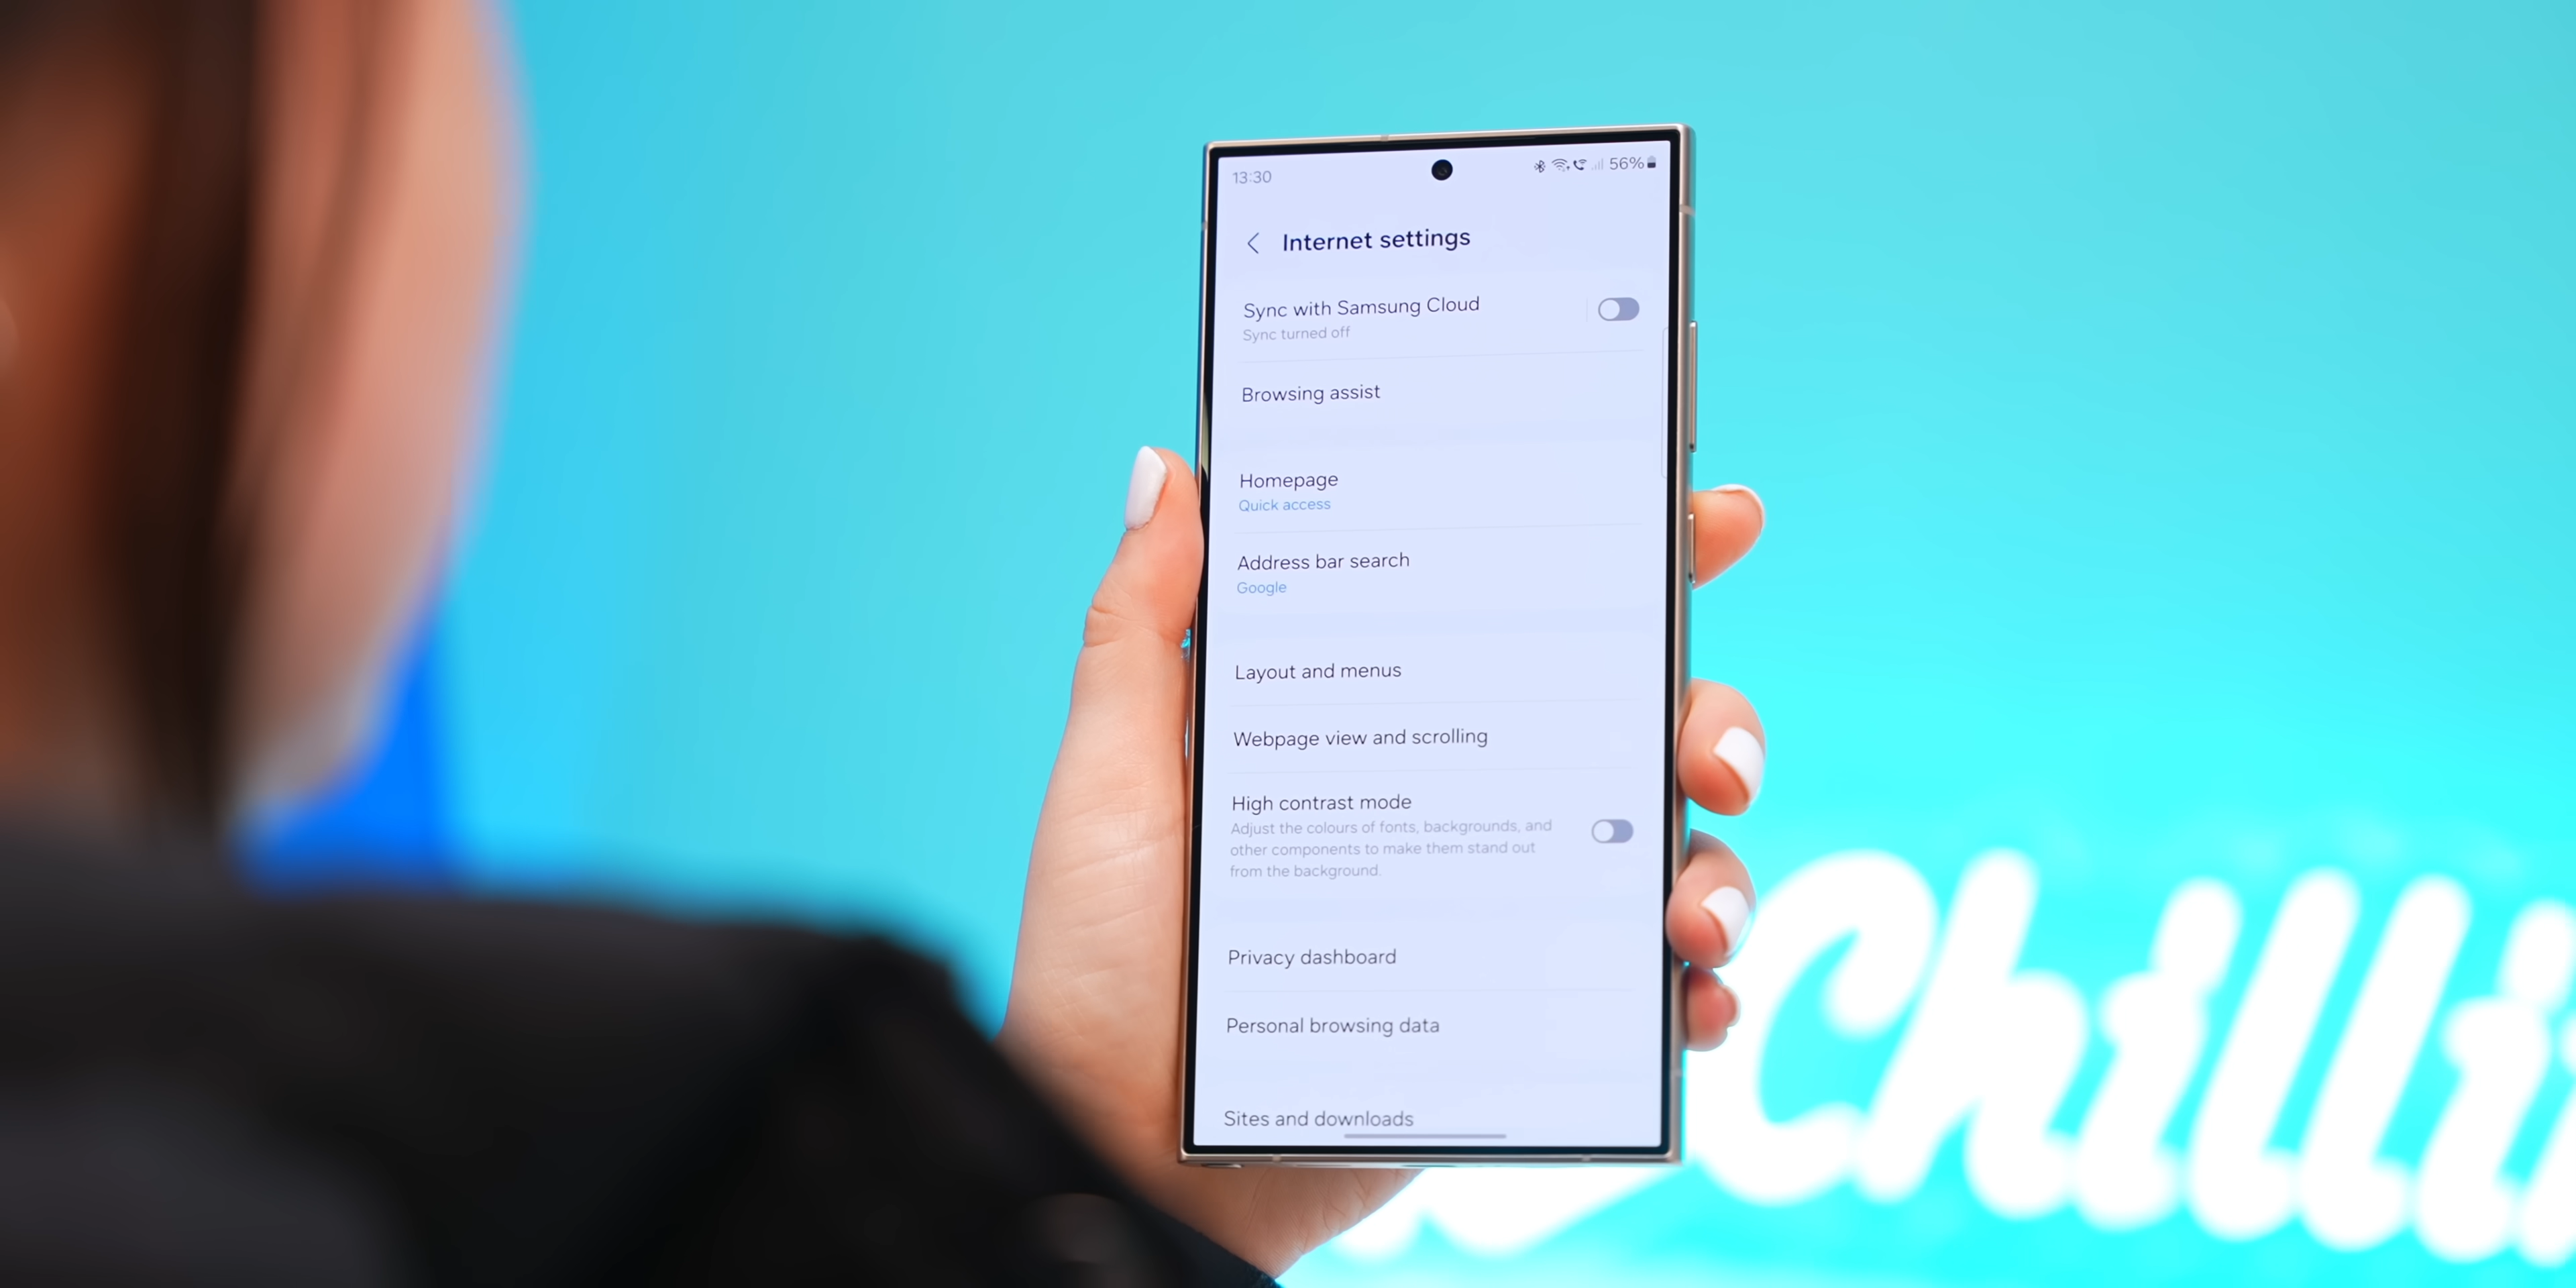 13:30
56%
Internet settings
Sync with Samsung Cloud
Sync turned off
Browsing assist
Homepage
Quick access
Address bar search
Google
Layout and menus
Webpage view and scrolling
High contrast mode
Adjust the colours of fonts, backgrounds, and
other components to make them stand out
from the background.
Privacy dashboard
Personal browsing data
Sites and downloads
Chilli